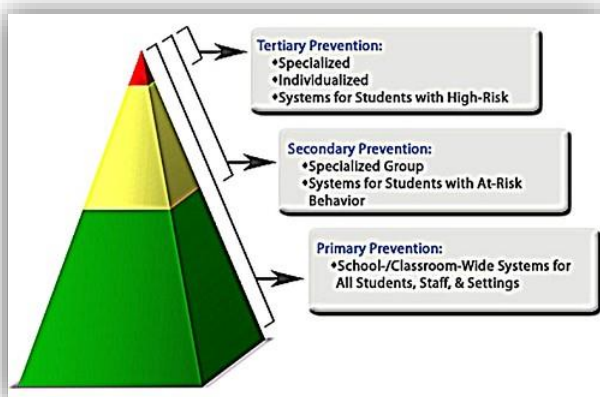 Tertiary Prevention:
♦Specialized
♦Individualized
♦Systems for Students with High-Risk
Secondary Prevention:
♦Specialized Group
♦Systems for Students with At-Risk
Behavior
Primary Prevention:
♦School-/Classroom-Wide Systems for
All Students, Staff, & Settings